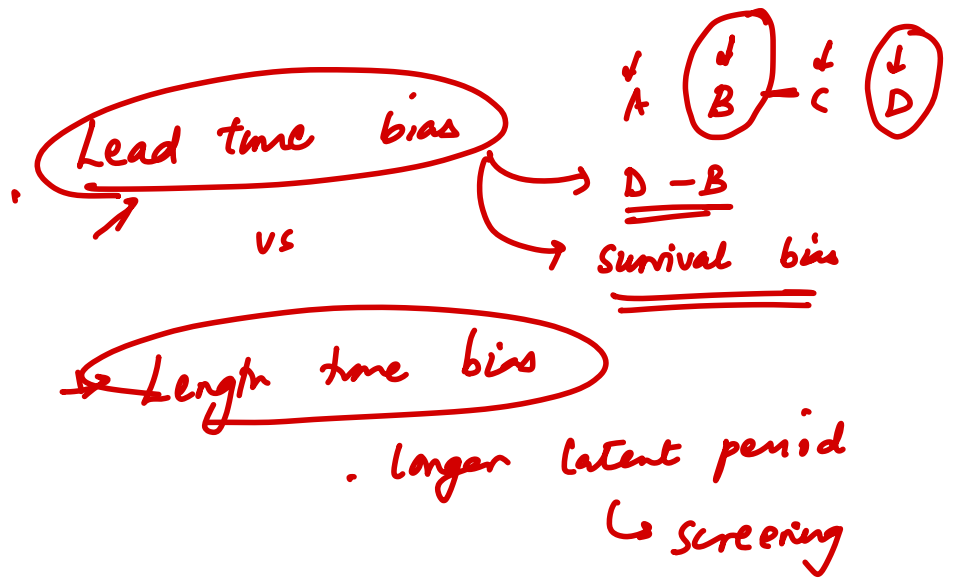 A B – C D
Lead time bias
D – B
vs
Survival bias
Length time bias
. longer latent period
screening